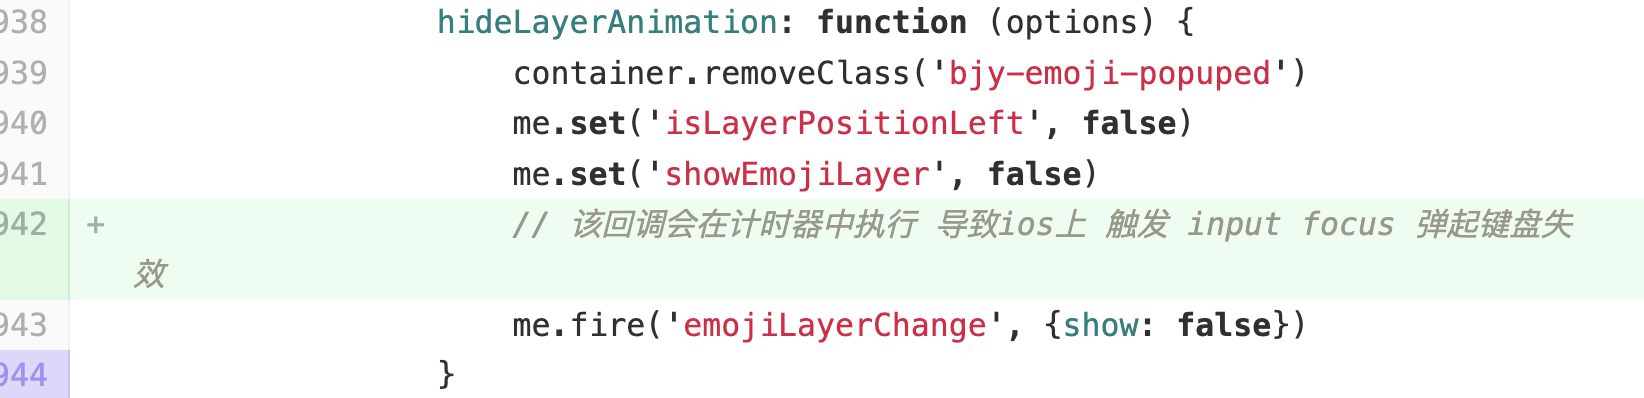 938 hideLayerAnimation: function (options) {
939 container.removeClass('bjy-emoji-popuped')
940 me.set('isLayerPositionLeft', false)
941 me.set('showEmojiLayer', false)
942 + // 该回调会在计时器中执行 导致ios上 触发 input focus 弹起键盘失
效
943 me.fire('emojiLayerChange', {show: false})
944 }